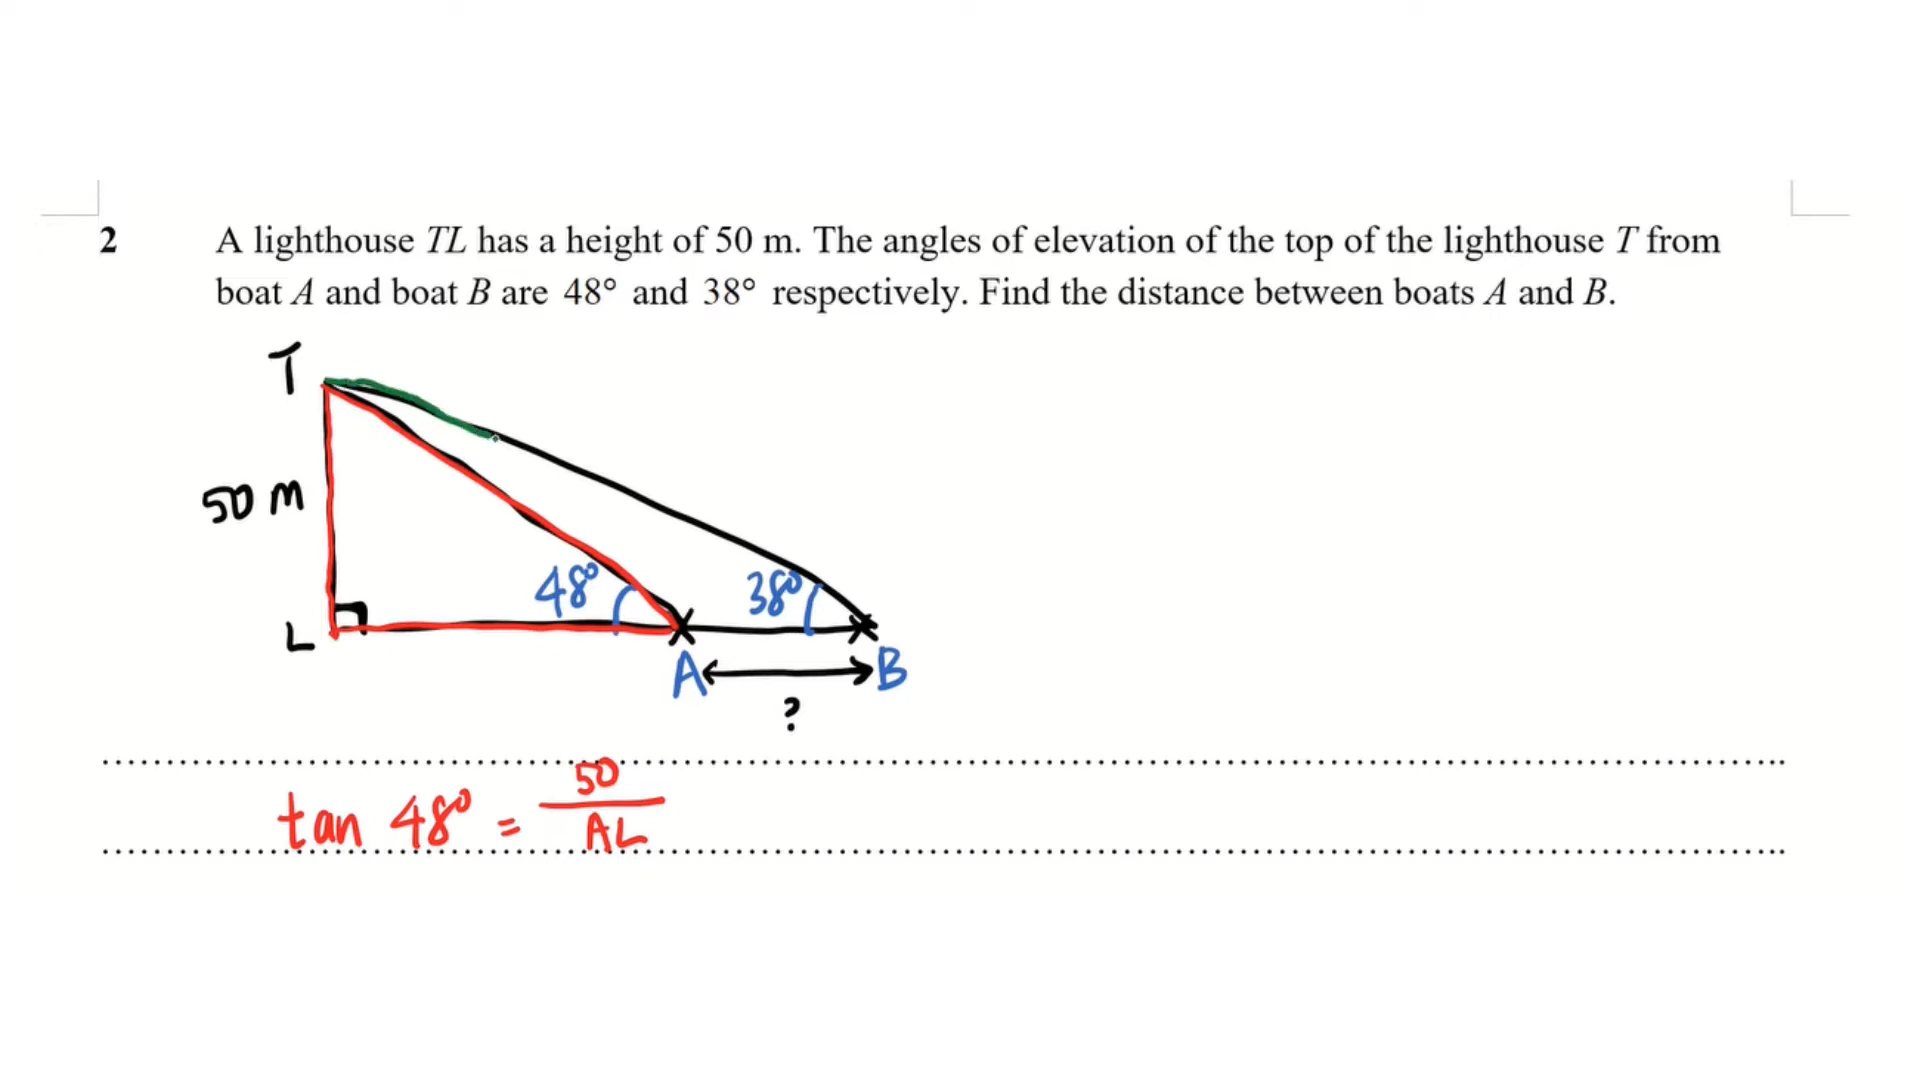 2 A lighthouse TL has a height of 50 m. The angles of elevation of the top of the lighthouse T from
boat A and boat B are 48° and 38° respectively. Find the distance between boats A and B.
T
50 m
48° 38°
L
A B
?
tan 48° = 50/AL